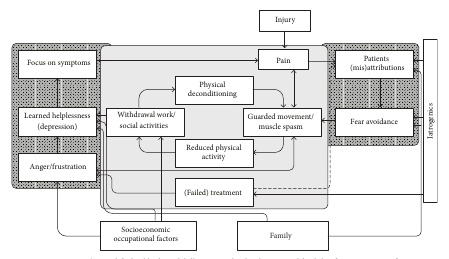 Injury
Pain
Focus on symptoms
Patients
(mis)attributions
Physical
deconditioning
Learned helplessness
(depression)
Withdrawal work/
social activities
Guarded movement/
muscle spasm
Fear avoidance
Iatrogenics
Reduced physical
activity
Anger/frustration
(Failed) treatment
Socioeconomic
occupational factors
Family